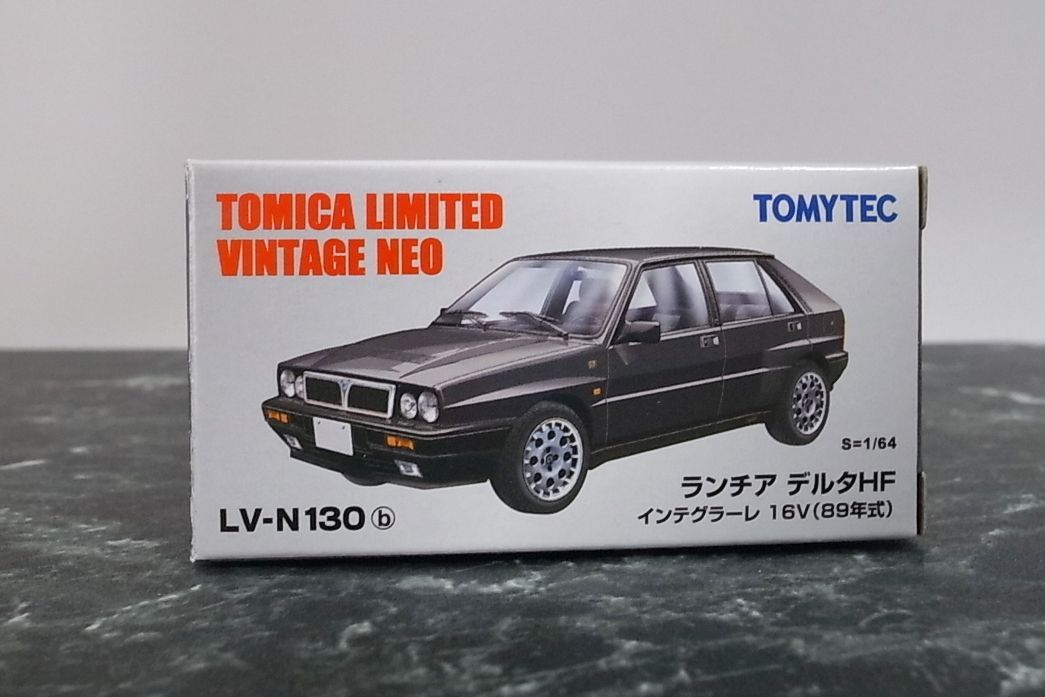 TOMICA LIMITED
VINTAGE NEO
TOMYTEC
S=1/64
ランチア デルタHF
インテグラーレ 16V(89年式)
LV-N130 ⓑ